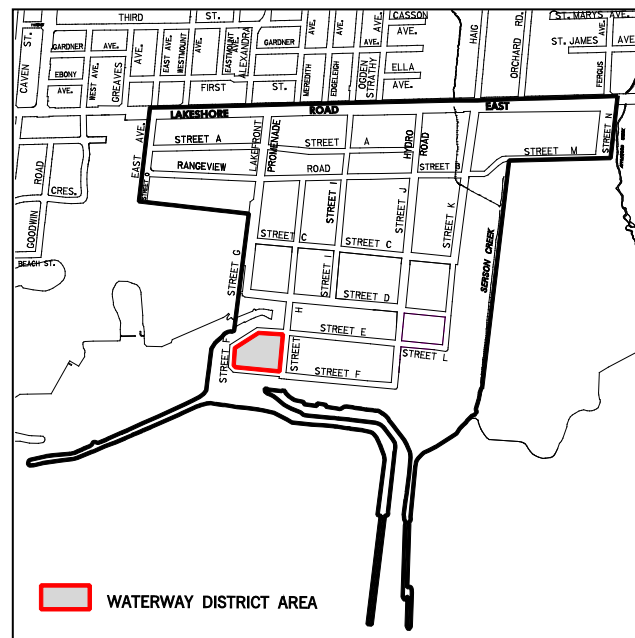 THIRD ST.
CASSON AVE.
ST. MARYS AVE.
CAVEN ST.
GARDNER AVE.
EAST AVE.
WESTMOUNT AVE.
EASTMOUNT AVE.
ALEXANDRA
GARDNER
AVE.
HAIG
ORCHARD RD.
ST. JAMES AVE.
EBONY AVE.
WEST AVE.
GREAVES AVE.
MEREDITH
EDGELEIGH AVE.
OGDEN
STRATHY
ELLA AVE.
FERGUS AVE.
FIRST ST.
LAKESHORE ROAD EAST
EAST AVE.
STREET A
LAKEFRONT PROMENADE
STREET A
HYDRO ROAD
STREET N
RANGEVIEW ROAD
STREET B
STREET M
STREET D
GOODWIN ROAD
CRES.
STREET I
STREET J
STREET K
BEACH ST.
STREET G
STREET C
STREET C
STREET I
SERSON CREEK
STREET D
STREET H
STREET E
STREET F
STREET F
STREET L
WATERWAY DISTRICT AREA